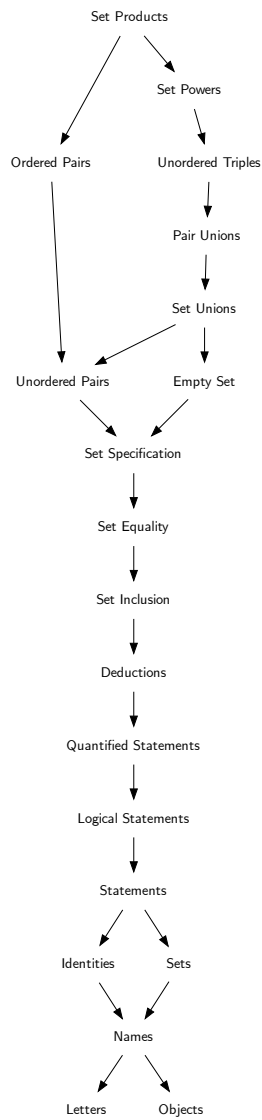 Set Products
Set Powers
Ordered Pairs
Unordered Triples
Pair Unions
Set Unions
Unordered Pairs
Empty Set
Set Specification
Set Equality
Set Inclusion
Deductions
Quantified Statements
Logical Statements
Statements
Identities
Sets
Names
Letters
Objects